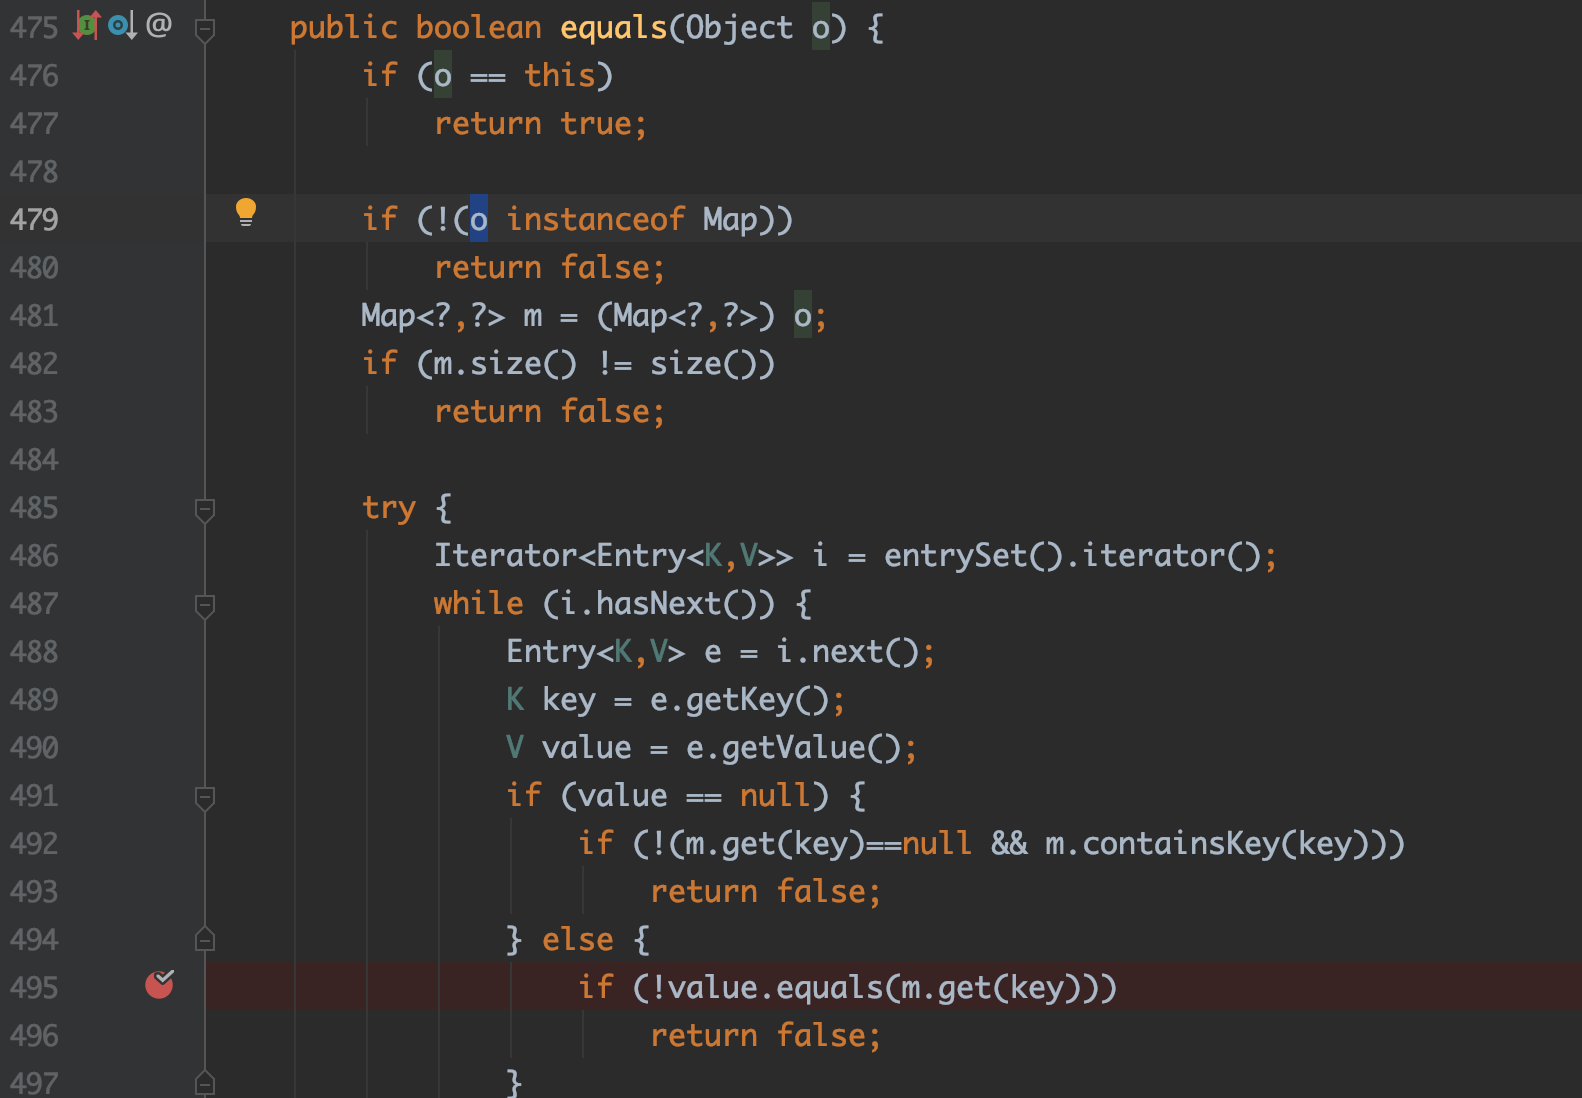 475 @ public boolean equals(Object o) {
476 if (o == this)
477 return true;
478
479 if (!(o instanceof Map))
480 return false;
481 Map<?,?> m = (Map<?,?>) o;
482 if (m.size() != size())
483 return false;
484
485 try {
486 Iterator<Entry<K,V>> i = entrySet().iterator();
487 while (i.hasNext()) {
488 Entry<K,V> e = i.next();
489 K key = e.getKey();
490 V value = e.getValue();
491 if (value == null) {
492 if (!(m.get(key)==null && m.containsKey(key)))
493 return false;
494 } else {
495 if (!value.equals(m.get(key)))
496 return false;
497 }